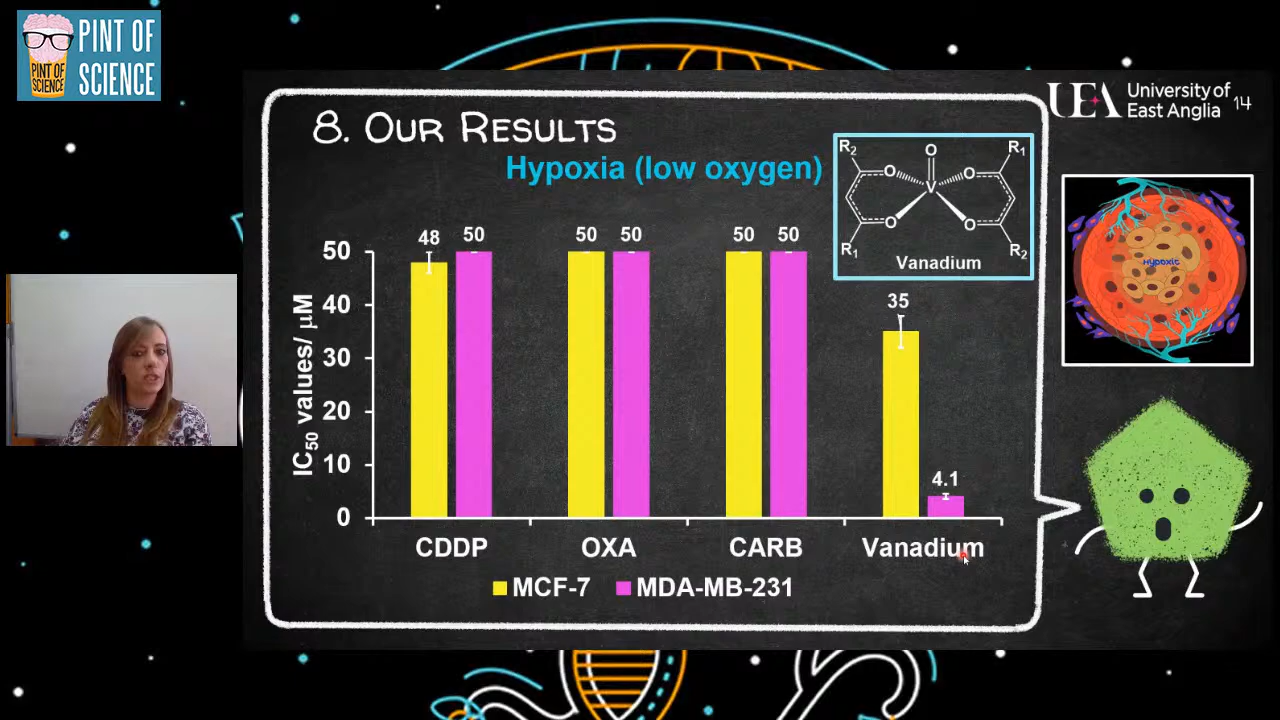 PINT OF
SCIENCE
PINT OF
SCIENCE
UEA University of
East Anglia
14
8. OUR RESULTS
Hypoxia (low oxygen)
R2
O
R1
O
O
V
O
O
R1
R2
Vanadium
HYPOXIC
IC50 values/ μM
50
40
30
20
10
0
48
50
50
50
50
50
35
4.1
CDDP
OXA
CARB
Vanadium
MCF-7
MDA-MB-231